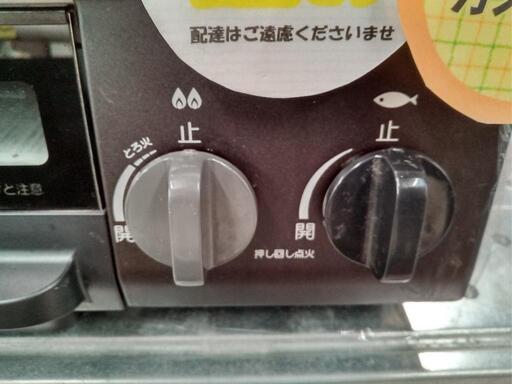 配達はご遠慮くださいませ
止
止
とろ火
と注意
開
開
押し回し点火